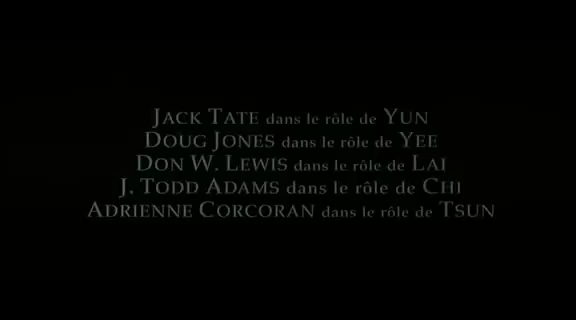 JACK TATE dans le rôle de YUN
DOUG JONES dans le rôle de YEE
DON W. LEWIS dans le rôle de LAI
J. TODD ADAMS dans le rôle de CHI
ADRIENNE CORCORAN dans le rôle de TSUN